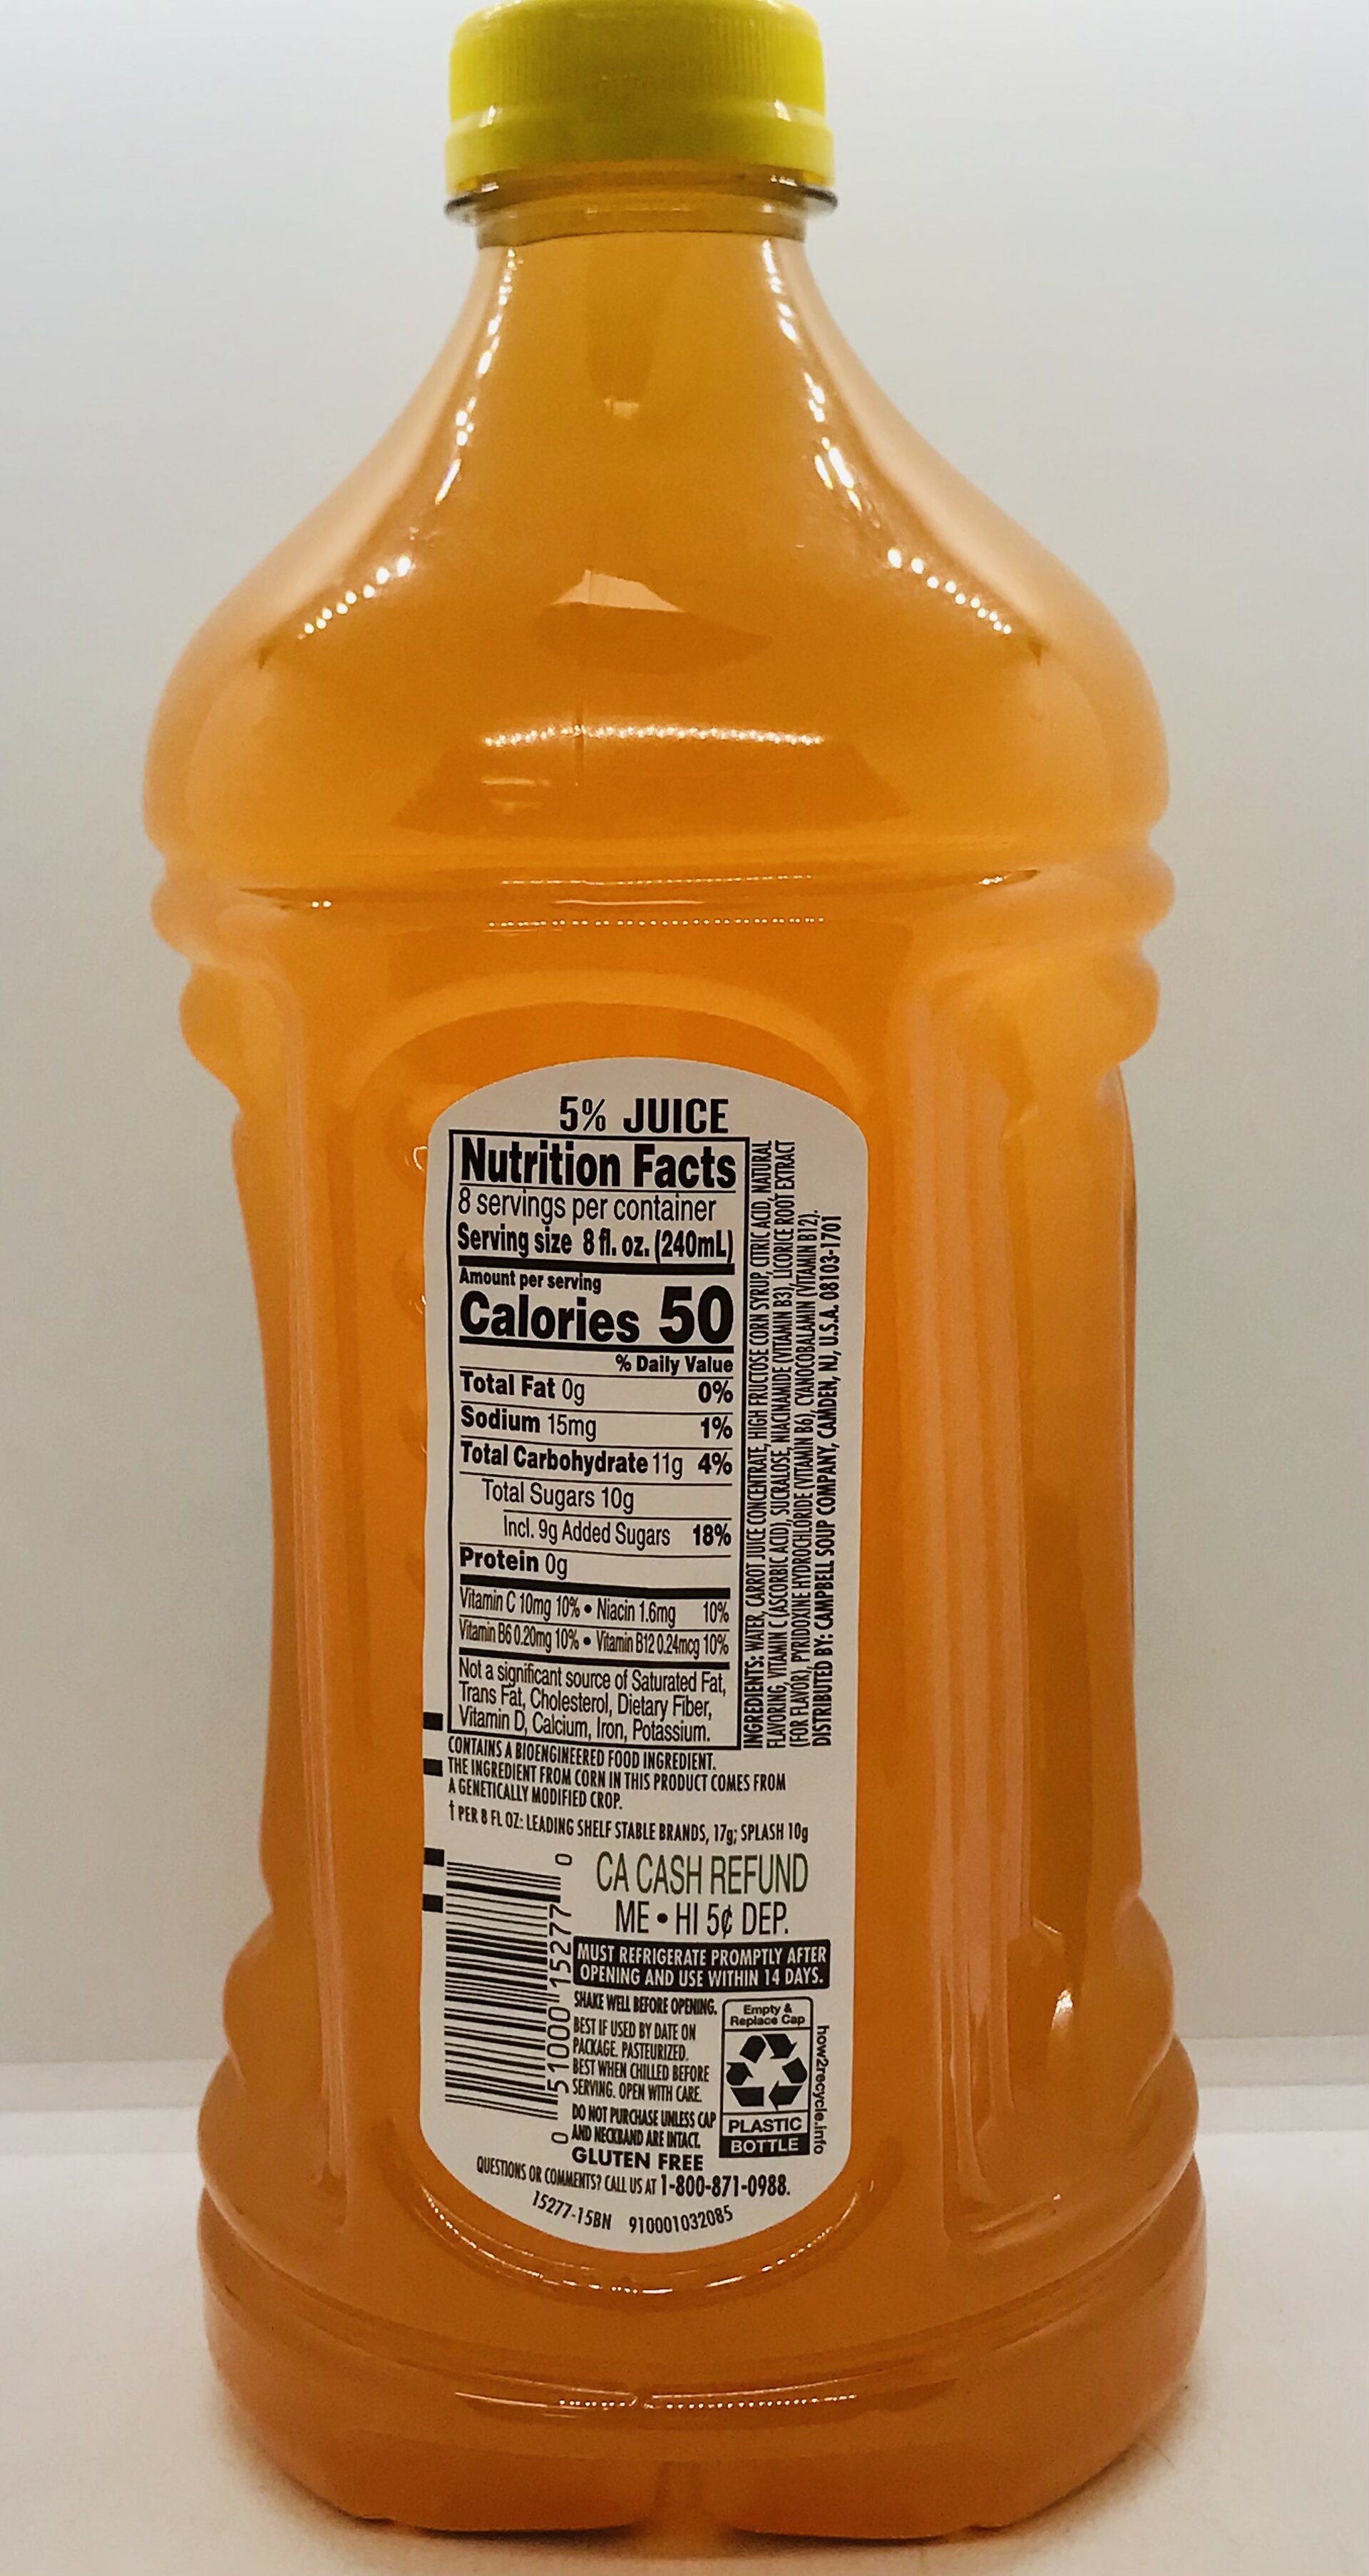 5% JUICE
Nutrition Facts
8 servings per container
Serving size 8 fl. oz. (240mL)
Amount per serving
Calories 50
% Daily Value
Total Fat 0g 0%
Sodium 15mg 1%
Total Carbohydrate 11g 4%
Total Sugars 10g
Incl. 9g Added Sugars 18%
Protein 0g
Vitamin C 10mg 10% • Niacin 1.6mg 10%
Vitamin B6 0.20mg 10% • Vitamin B12 0.24mcg 10%
Not a significant source of Saturated Fat,
Trans Fat, Cholesterol, Dietary Fiber,
Vitamin D, Calcium, Iron, Potassium.
INGREDIENTS: WATER, CARROT JUICE CONCENTRATE, HIGH FRUCTOSE CORN SYRUP, CITRIC ACID, NATURAL
FLAVORING, VITAMIN C (ASCORBIC ACID), SUCRALOSE, NIACINAMIDE (VITAMIN B3), LICORICE ROOT EXTRACT
(FOR FLAVOR), PYRIDOXINE HYDROCHLORIDE (VITAMIN B6), CYANOCOBALAMIN (VITAMIN B12).
DISTRIBUTED BY: CAMPBELL SOUP COMPANY, CAMDEN, NJ, U.S.A. 08103-1701
CONTAINS A BIOENGINEERED FOOD INGREDIENT.
THE INGREDIENT FROM CORN IN THIS PRODUCT COMES FROM
A GENETICALLY MODIFIED CROP.
† PER 8 FL OZ: LEADING SHELF STABLE BRANDS, 17g; SPLASH 10g
CA CASH REFUND
ME • HI 5¢ DEP.
MUST REFRIGERATE PROMPTLY AFTER
OPENING AND USE WITHIN 14 DAYS.
SHAKE WELL BEFORE OPENING.
BEST IF USED BY DATE ON
PACKAGE. PASTEURIZED.
BEST WHEN CHILLED BEFORE
SERVING. OPEN WITH CARE.
DO NOT PURCHASE UNLESS CAP
AND NECKBAND ARE INTACT.
GLUTEN FREE
Empty &
Replace Cap
PLASTIC
BOTTLE
how2recycle.info
0 51000 15277 0
QUESTIONS OR COMMENTS? CALL US AT 1-800-871-0988.
15277-15BN 910001032085